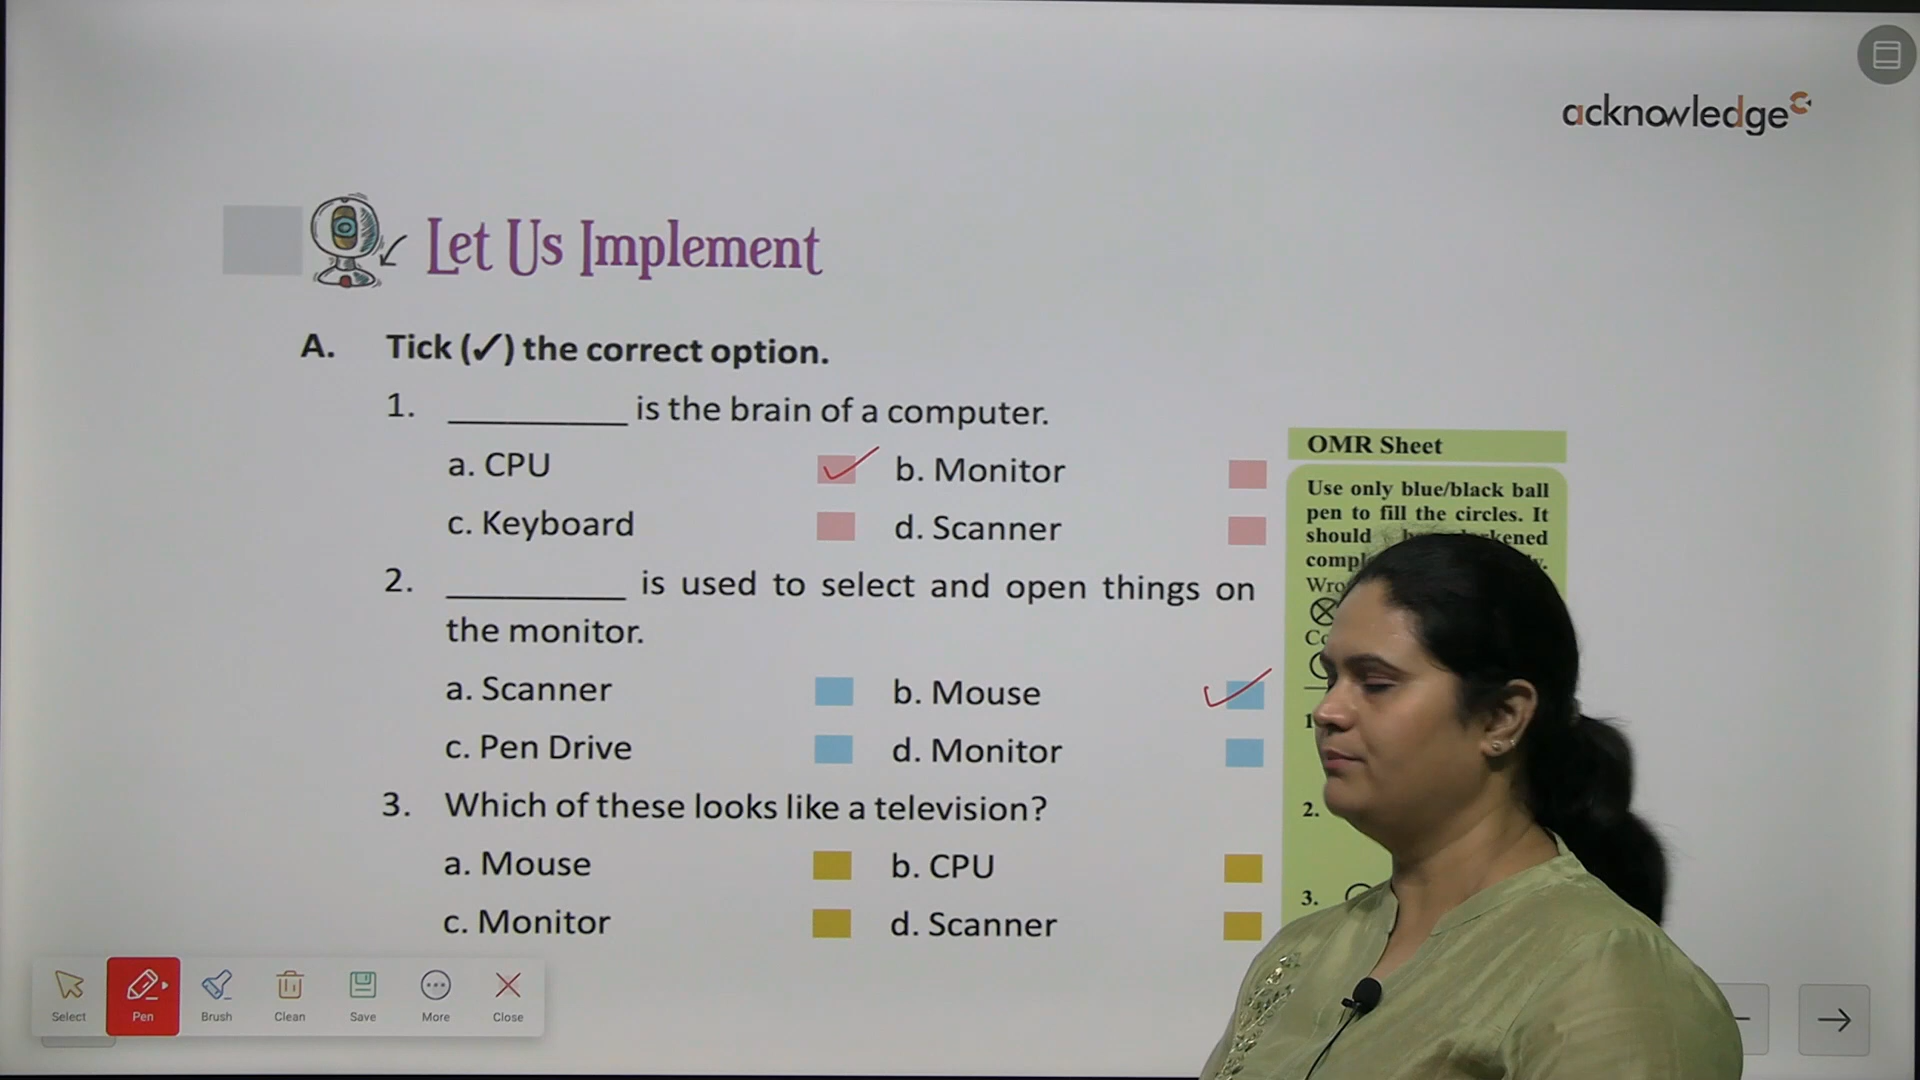 acknowledge
Let Us Implement
A. Tick (✓) the correct option.
1. __________ is the brain of a computer.
a. CPU b. Monitor
c. Keyboard d. Scanner
2. __________ is used to select and open things on
the monitor.
a. Scanner b. Mouse
c. Pen Drive d. Monitor
3. Which of these looks like a television?
a. Mouse b. CPU
c. Monitor d. Scanner
OMR Sheet
Use only blue/black ball
pen to fill the circles. It
should
1
2.
3.
Select Pen Brush Clean Save More Close